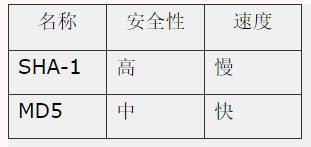 名称 安全性 速度
SHA-1 高 慢
MD5 中 快